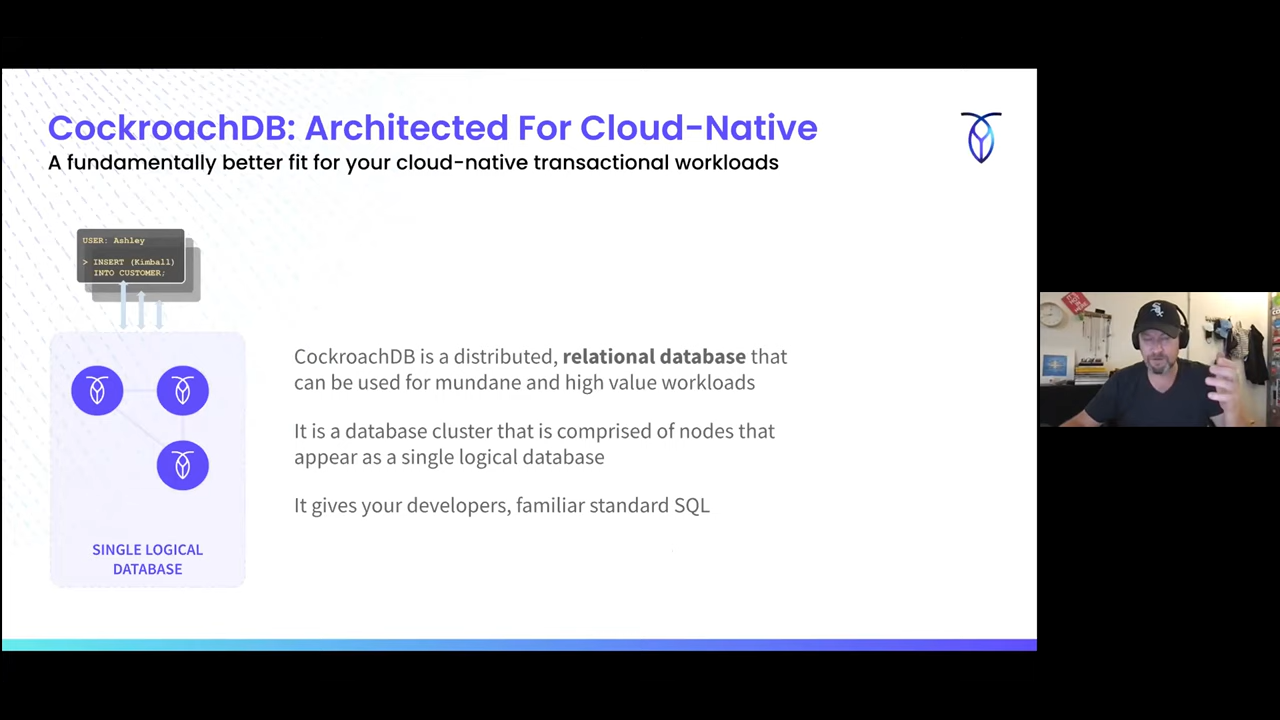 CockroachDB: Architected For Cloud-Native
A fundamentally better fit for your cloud-native transactional workloads
USER: Ashley
> INSERT (Kimball)
INTO CUSTOMER;
CockroachDB is a distributed, relational database that
can be used for mundane and high value workloads
It is a database cluster that is comprised of nodes that
appear as a single logical database
It gives your developers, familiar standard SQL
SINGLE LOGICAL
DATABASE